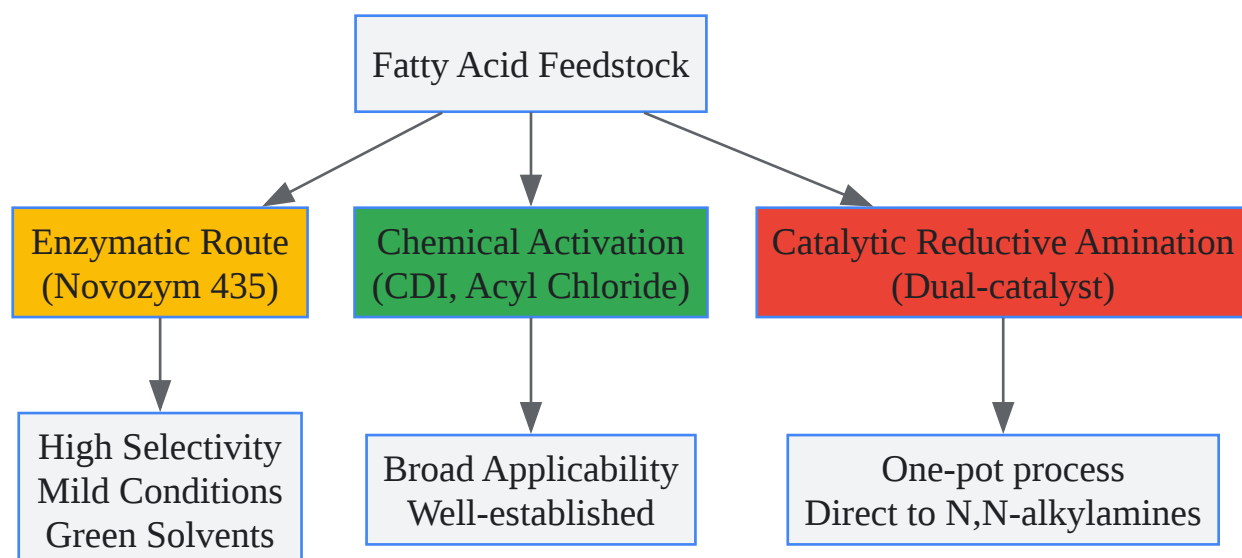 Fatty Acid Feedstock
Enzymatic Route
(Novozym 435)
Chemical Activation
(CDI, Acyl Chloride)
Catalytic Reductive Amination
(Dual-catalyst)
High Selectivity
Mild Conditions
Green Solvents
Broad Applicability
Well-established
One-pot process
Direct to N,N-alkylamines